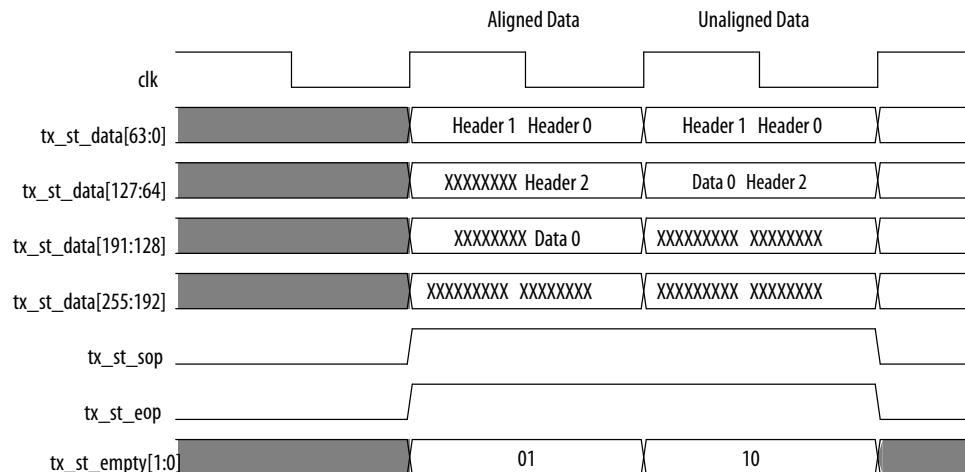 Aligned Data Unaligned Data
clk
tx_st_data[63:0] Header 1 Header 0 Header 1 Header 0
tx_st_data[127:64] XXXXXXXX Header 2 Data 0 Header 2
tx_st_data[191:128] XXXXXXXX Data 0 XXXXXXXXX XXXXXXXX
tx_st_data[255:192] XXXXXXXXX XXXXXXXX XXXXXXXXX XXXXXXXX
tx_st_sop
tx_st_eop
tx_st_empty[1:0] 01 10